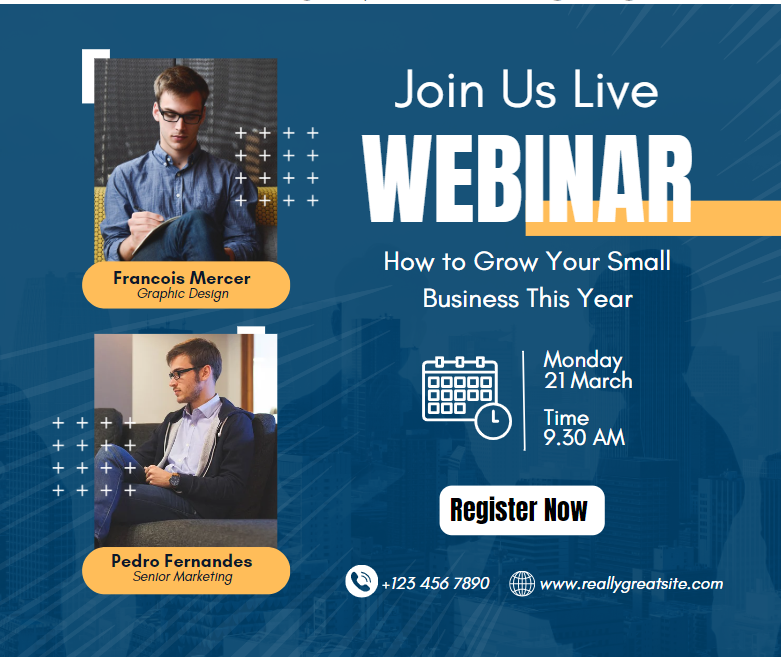 Join Us Live
WEBINAR
How to Grow Your Small
Business This Year
Francois Mercer
Graphic Design
Pedro Fernandes
Senior Marketing
Monday
21 March
Time
9.30 AM
Register Now
+123 456 7890
www.reallygreatsite.com